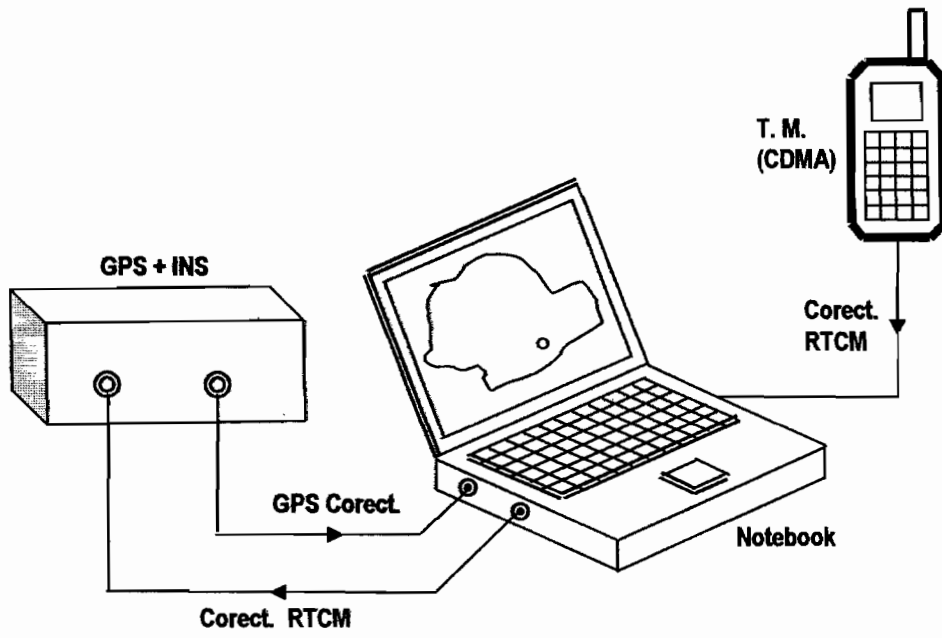 T. M.
(CDMA)
GPS + INS
Corect.
RTCM
GPS Corect.
Notebook
Corect. RTCM